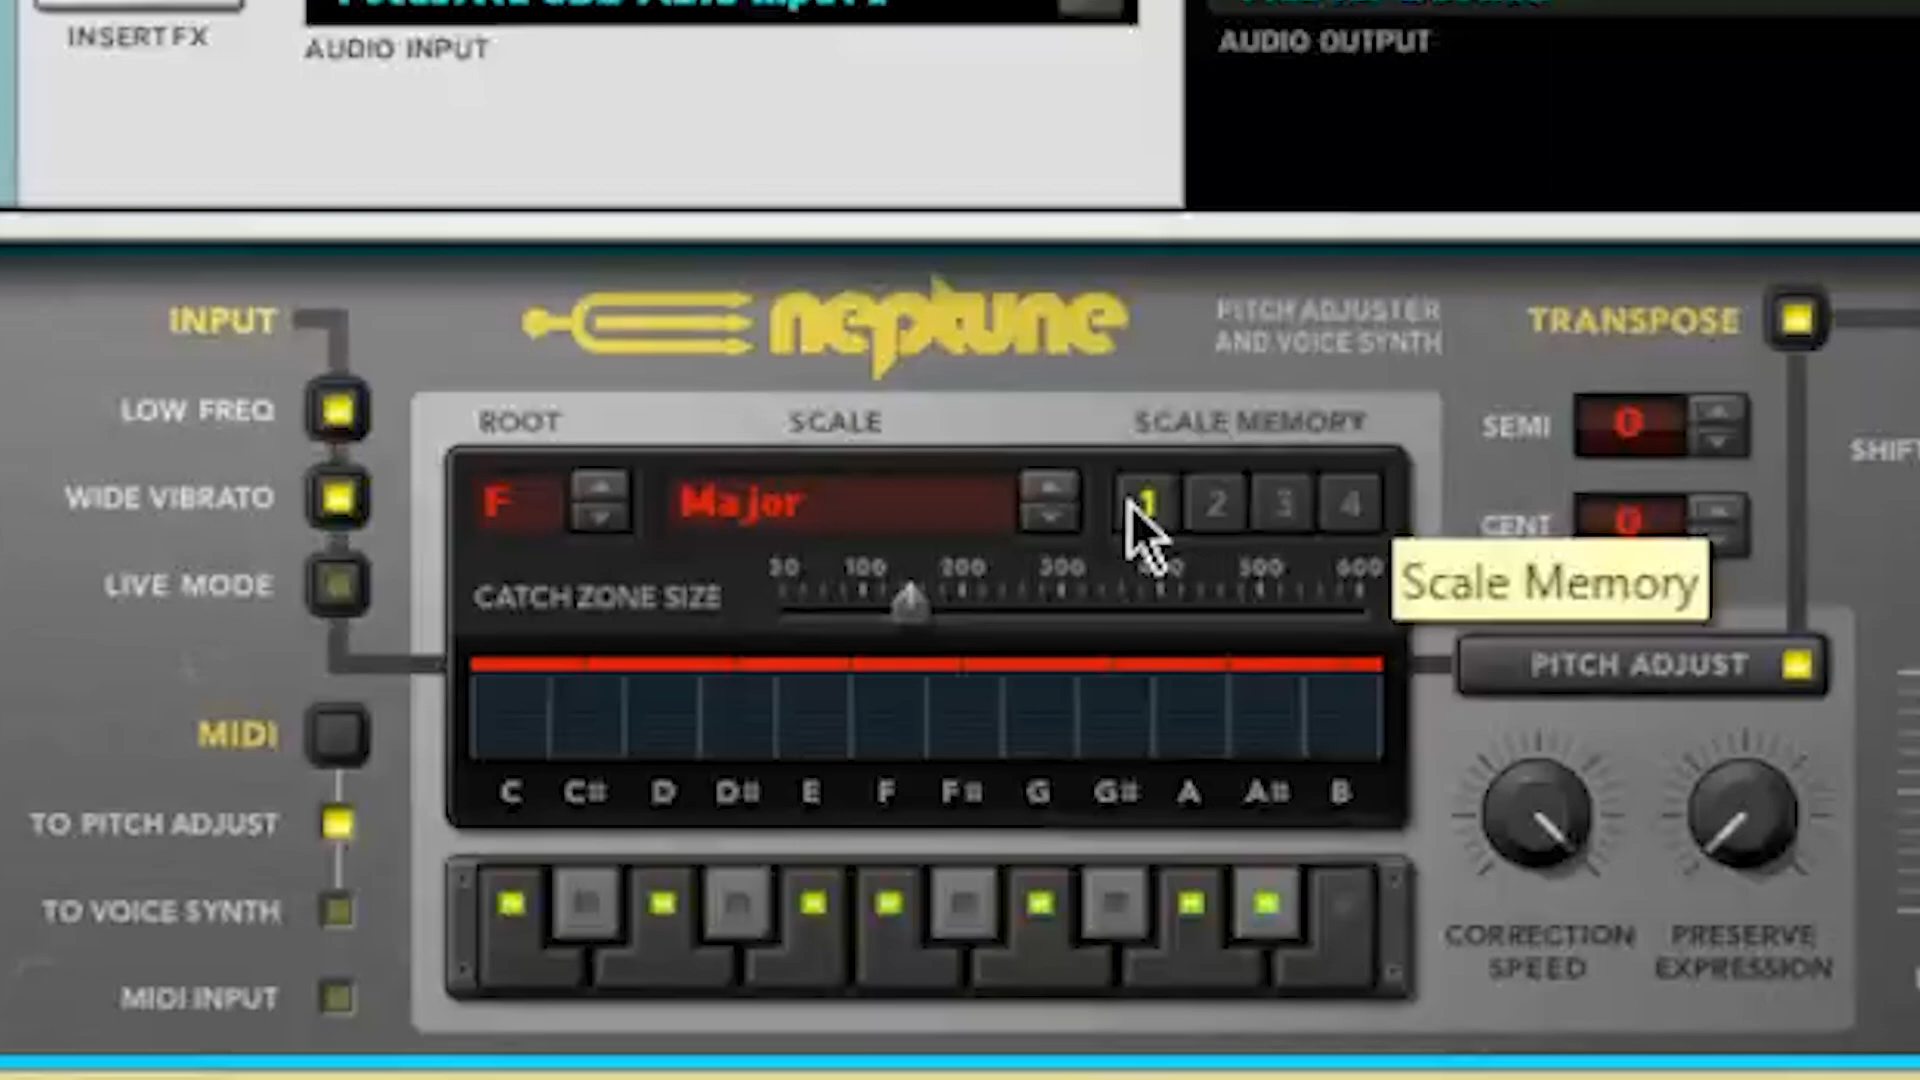 INSERT FX
AUDIO INPUT
AUDIO OUTPUT
INPUT
neptune
PITCH ADJUSTER
AND VOICE SYNTH
TRANSPOSE
LOW FREQ
WIDE VIBRATO
LIVE MODE
ROOT
SCALE
SCALE MEMORY
F
Major
1 2 3 4
SEMI
0
CENT
0
SHIFT
CATCH ZONE SIZE
100 200 300 500 600
Scale Memory
PITCH ADJUST
C C# D D# E F F# G G# A A# B
MIDI
TO PITCH ADJUST
TO VOICE SYNTH
MIDI INPUT
CORRECTION
SPEED
PRESERVE
EXPRESSION